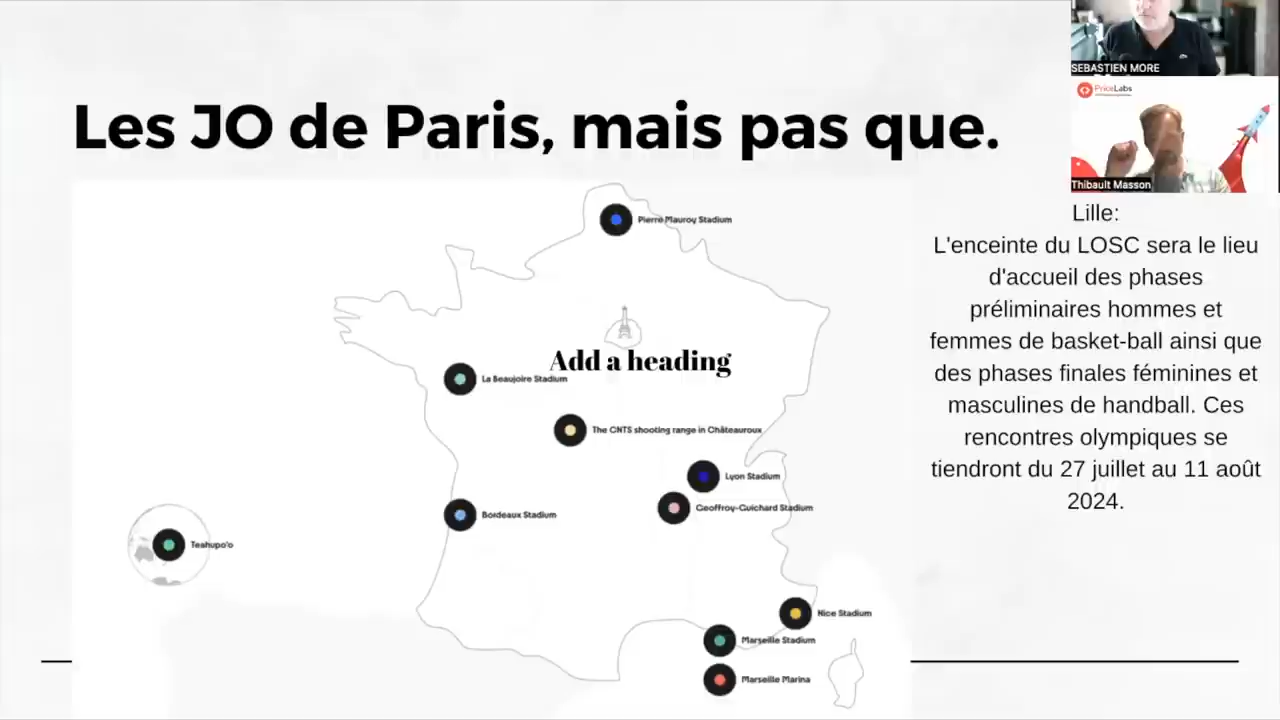 SEBASTIEN MORE
PriceLabs
Thibault Masson
Les JO de Paris, mais pas que.
Pierre Mauroy Stadium
Add a heading
La Beaujoire Stadium
The CNTS shooting range in Châteauroux
Lyon Stadium
Geoffroy-Guichard Stadium
Bordeaux Stadium
Teahupo'o
Nice Stadium
Marseille Stadium
Marseille Marina
Lille:
L'enceinte du LOSC sera le lieu
d'accueil des phases
préliminaires hommes et
femmes de basket-ball ainsi que
des phases finales féminines et
masculines de handball. Ces
rencontres olympiques se
tiendront du 27 juillet au 11 août
2024.